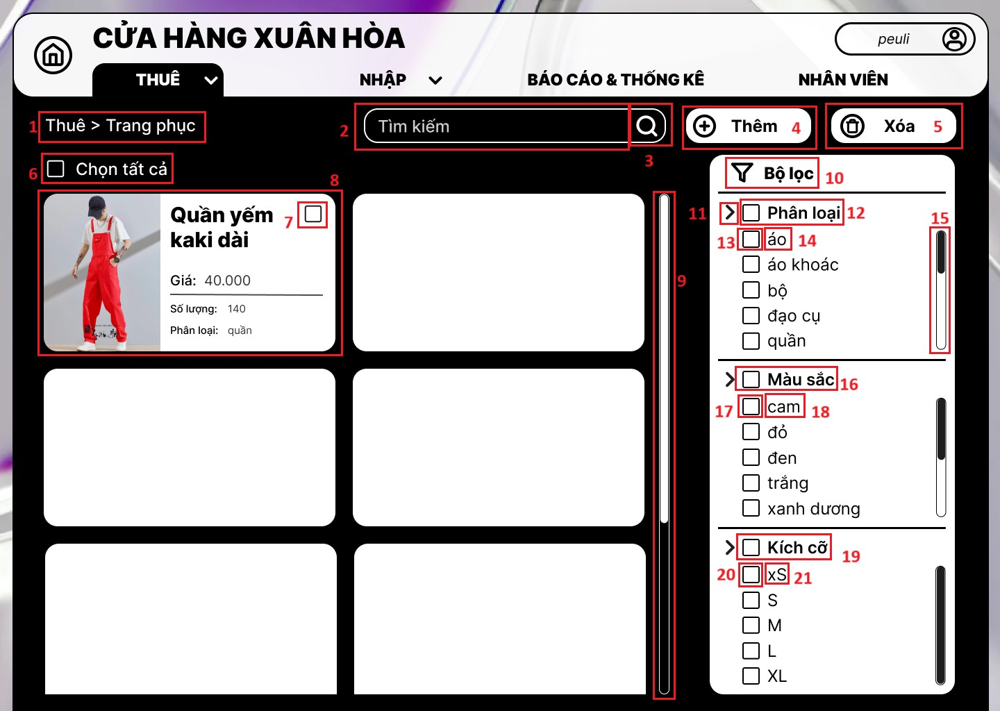 CỬA HÀNG XUÂN HÒA
peuli
THUÊ
NHẬP
BÁO CÁO & THỐNG KÊ
NHÂN VIÊN
1 Thuê > Trang phục
2 Tìm kiếm
3
Thêm 4
Xóa 5
6 Chọn tất cả
8
Quần yếm 7
kaki dài
Giá: 40.000
Số lượng: 140
Phân loại: quần
9
Bộ lọc 10
11 Phân loại 12
15
13 áo 14
áo khoác
bộ
đạo cụ
quần
Màu sắc 16
17 cam 18
đỏ
đen
trắng
xanh dương
Kích cỡ 19
20 xS 21
S
M
L
XL